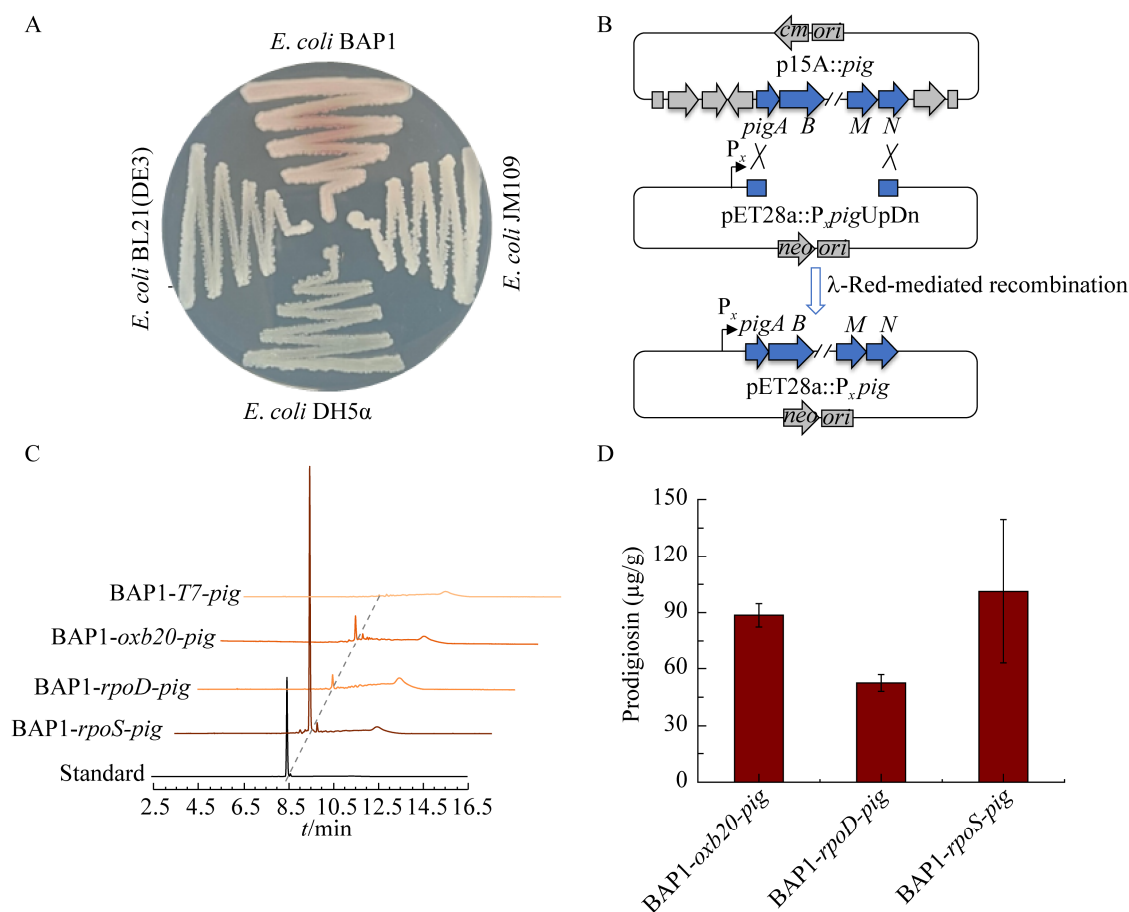 A
E. coli BAP1
E. coli BL21(DE3)
E. coli JM109
E. coli DH5α
B
cm ori
p15A::pig
pigA B M N
Px
pET28a::PxpigUpDn
neo ori
λ-Red-mediated recombination
Px
pigA B M N
pET28a::Pxpig
neo ori
C
BAP1-T7-pig
BAP1-oxb20-pig
BAP1-rpoD-pig
BAP1-rpoS-pig
Standard
2.5 4.5 6.5 8.5 10.5 12.5 14.5 16.5
t/min
D
Prodigiosin (μg/g)
150
120
90
60
30
0
BAP1-oxb20-pig
BAP1-rpoD-pig
BAP1-rpoS-pig